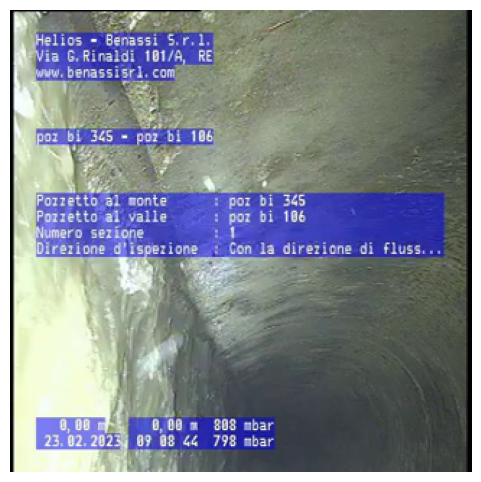 Helios - Benassi S.r.l.
Via G.Rinaldi 101/A, RE
www.benassisrl.com
poz bi 345 - poz bi 106
Pozzetto al monte : poz bi 345
Pozzetto al valle : poz bi 106
Numero sezione : 1
Direzione d'ispezione : Con la direzione di fluss...
0,00 m 0,00 m 808 mbar
23.02.2023 09 08 44 798 mbar